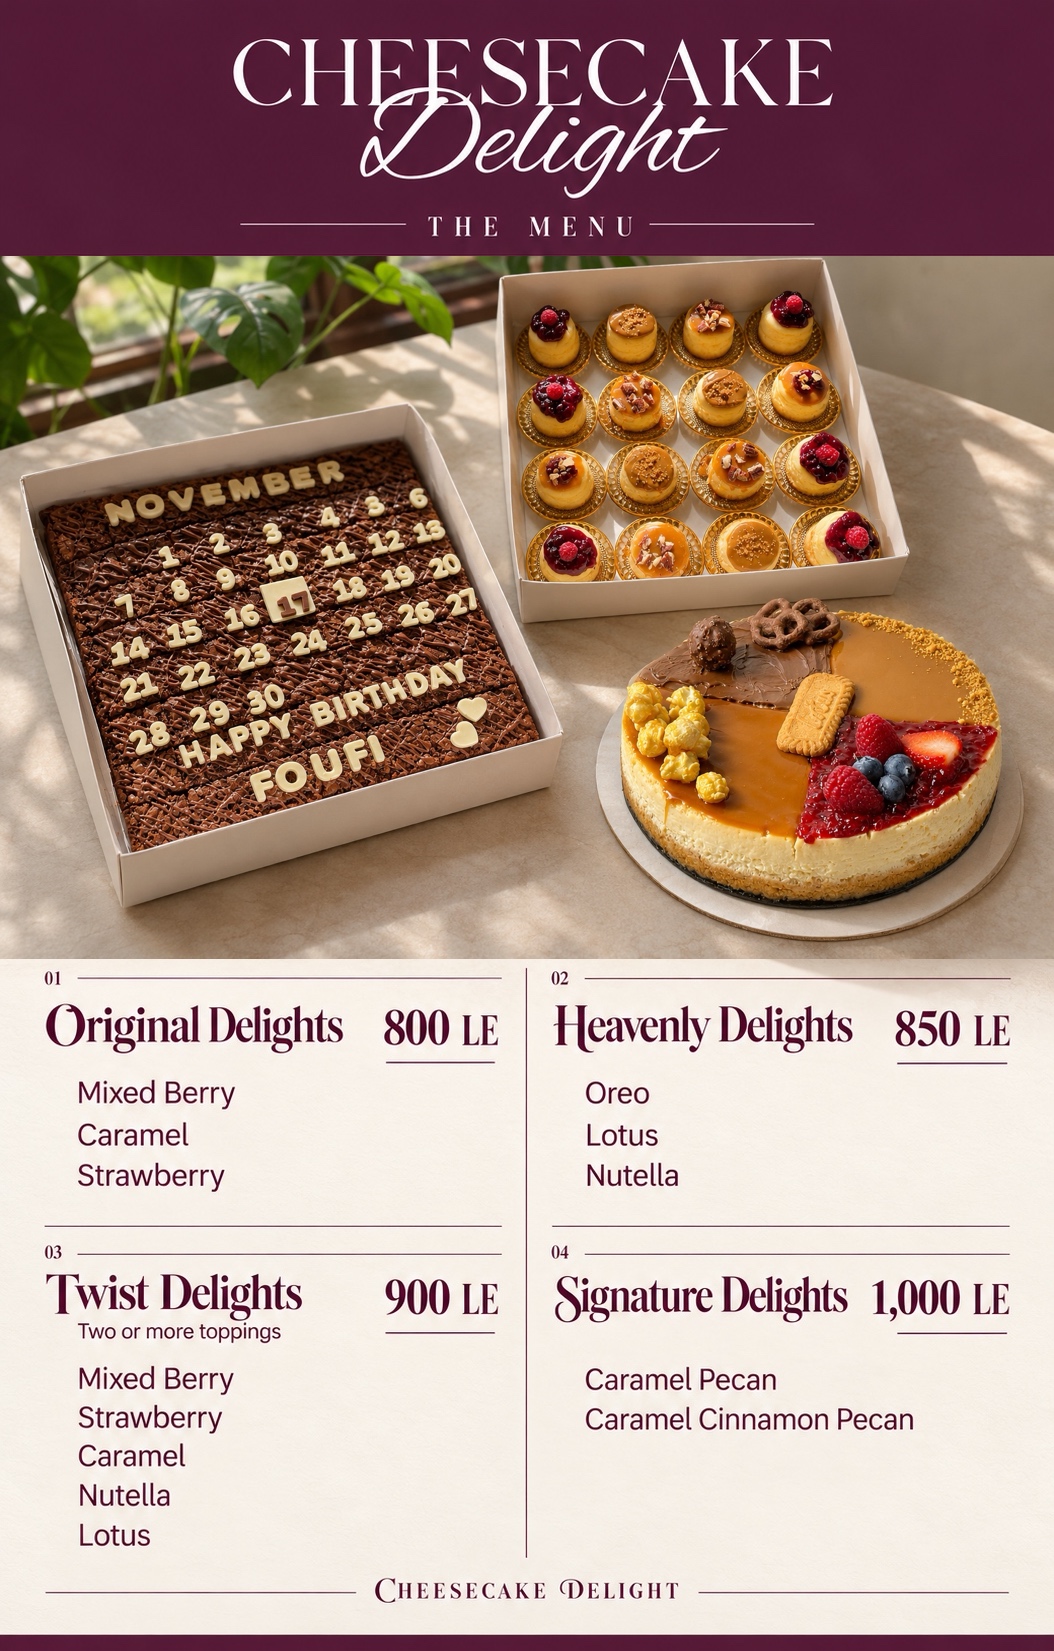 CHEESECAKE
Delight
THE MENU
NOVEMBER
1 2 3 4 3 6
7 8 9 10 11 12 13
14 15 16 17 18 19 20
21 22 23 24 25 26 27
28 29 30
HAPPY BIRTHDAY
FOUFI
01
Original Delights 800 LE
Mixed Berry
Caramel
Strawberry
02
Heavenly Delights 850 LE
Oreo
Lotus
Nutella
03
Twist Delights 900 LE
Two or more toppings
Mixed Berry
Strawberry
Caramel
Nutella
Lotus
04
Signature Delights 1,000 LE
Caramel Pecan
Caramel Cinnamon Pecan
CHEESECAKE DELIGHT